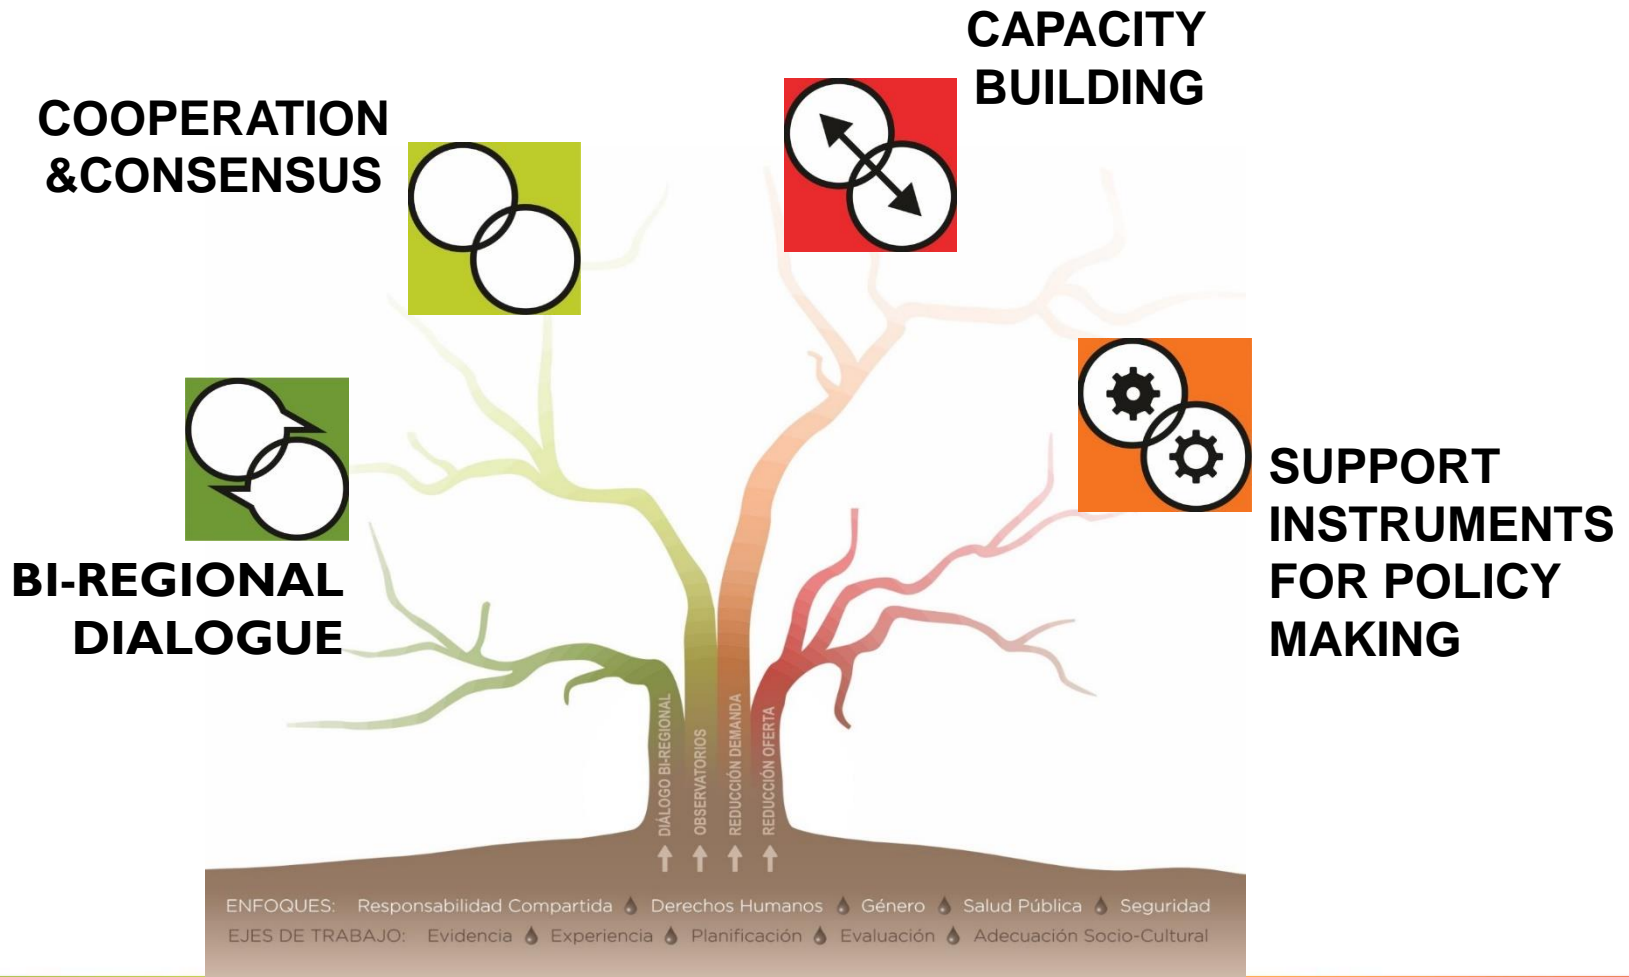 CAPACITY
BUILDING
COOPERATION
&CONSENSUS
BI-REGIONAL
DIALOGUE
SUPPORT
INSTRUMENTS
FOR POLICY
MAKING
DIÁLOGO BI-REGIONAL
OBSERVATORIOS
REDUCCIÓN DEMANDA
REDUCCIÓN OFERTA
ENFOQUES: Responsabilidad Compartida Derechos Humanos Género Salud Pública Seguridad
EJES DE TRABAJO: Evidencia Experiencia Planificación Evaluación Adecuación Socio-Cultural